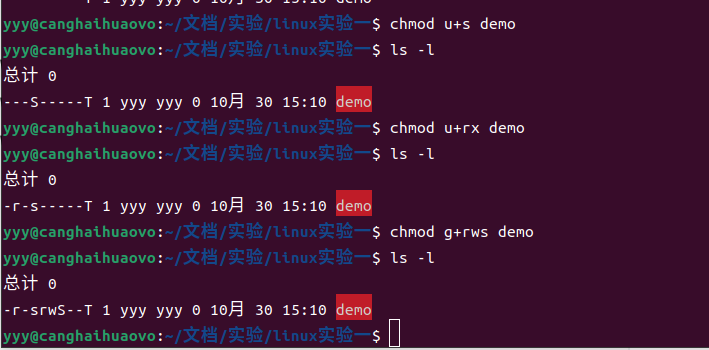 yyy@canghaihuaovo:~/文档/实验/linux实验一$ chmod u+s demo
yyy@canghaihuaovo:~/文档/实验/linux实验一$ ls -l
总计 0
---S-----T 1 yyy yyy 0 10月 30 15:10 demo
yyy@canghaihuaovo:~/文档/实验/linux实验一$ chmod u+rx demo
yyy@canghaihuaovo:~/文档/实验/linux实验一$ ls -l
总计 0
-r-s-----T 1 yyy yyy 0 10月 30 15:10 demo
yyy@canghaihuaovo:~/文档/实验/linux实验一$ chmod g+rws demo
yyy@canghaihuaovo:~/文档/实验/linux实验一$ ls -l
总计 0
-r-srwS--T 1 yyy yyy 0 10月 30 15:10 demo
yyy@canghaihuaovo:~/文档/实验/linux实验一$